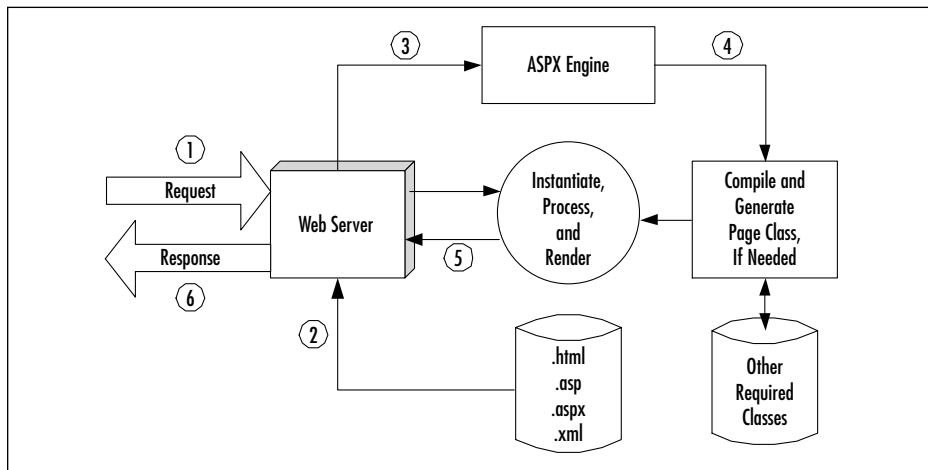 3
ASPX Engine
4
1
Request
Web Server
Instantiate,
Process,
and
Render
Compile and
Generate
Page Class,
If Needed
Response
5
6
2
.html
.asp
.aspx
.xml
Other
Required
Classes